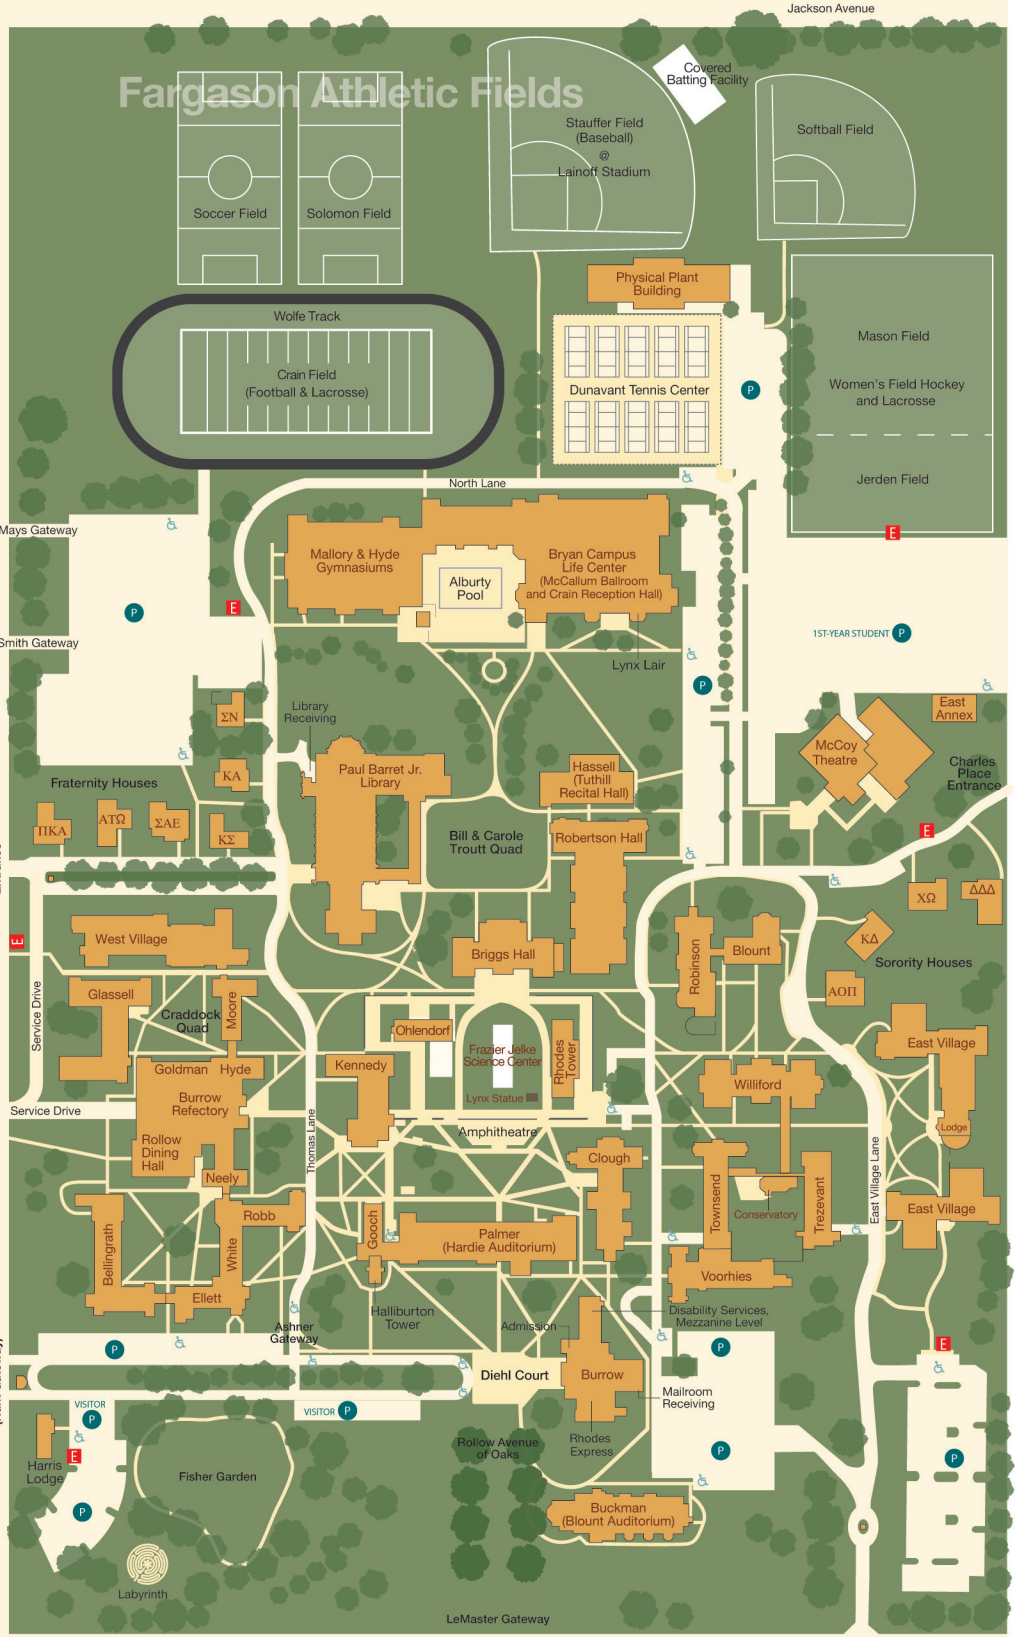 Jackson Avenue
Fargason Athletic Fields
Covered
Batting Facility
Stauffer Field
(Baseball)
@
Lainoff Stadium
Softball Field
Soccer Field
Solomon Field
Physical Plant
Building
Wolfe Track
Crain Field
(Football & Lacrosse)
Dunavant Tennis Center
P
Mason Field
Women's Field Hockey
and Lacrosse
Jerden Field
North Lane
Mays Gateway
E
Mallory & Hyde
Gymnasiums
Alburty
Pool
Bryan Campus
Life Center
(McCallum Ballroom
and Crain Reception Hall)
P
E
1ST-YEAR STUDENT P
Smith Gateway
Lynx Lair
P
ΣΝ
Library
Receiving
East
Annex
McCoy
Theatre
Charles
Place
Entrance
Fraternity Houses
ΚΑ
Paul Barret Jr.
Library
Hassell
(Tuthill
Recital Hall)
ΠΚΑ
ΑΤΩ
ΣΑΕ
ΚΣ
Bill & Carole
Troutt Quad
Robertson Hall
E
ΧΩ
ΔΔΔ
E
West Village
Briggs Hall
Robinson
Blount
ΚΔ
Sorority Houses
ΑΟΠ
Glassell
Moore
Craddock
Quad
Service Drive
Ohlendorf
Frazier Jelke
Science Center
Rhodes
Tower
East Village
Goldman
Hyde
Kennedy
Williford
Burrow
Refectory
Lynx Statue
Service Drive
Thomas Lane
Amphitheatre
Lodge
Rollow
Dining
Hall
Neely
Clough
East Village Lane
Townsend
Conservatory
Trezevant
East Village
Bellingrath
Robb
White
Gooch
Palmer
(Hardie Auditorium)
Voorhies
Ellett
Halliburton
Tower
Ashner
Gateway
Admission
Disability Services,
Mezzanine Level
P
P
E
Diehl Court
Burrow
Mailroom
Receiving
VISITOR
P
VISITOR P
Harris
Lodge
E
Fisher Garden
Rollow Avenue
of Oaks
Rhodes
Express
P
P
P
Buckman
(Blount Auditorium)
Labyrinth
LeMaster Gateway